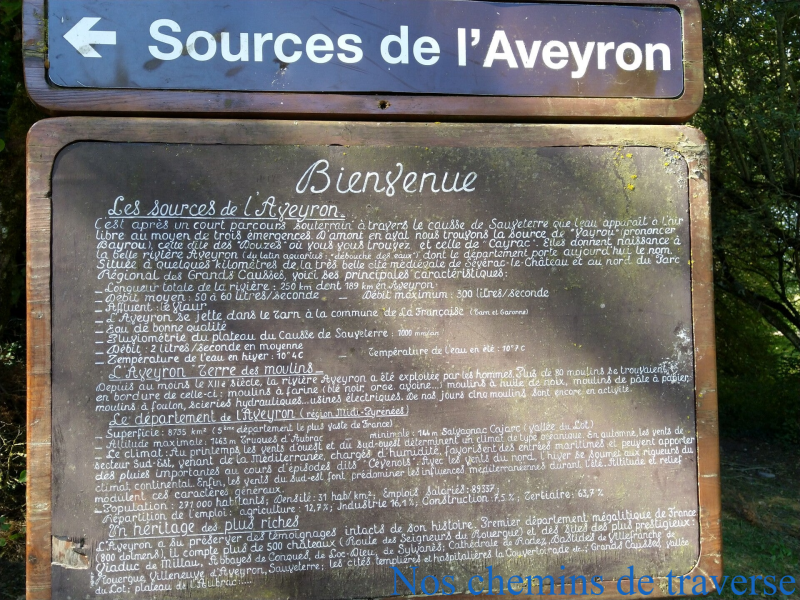 Sources de l'Aveyron
Bienvenue
Les sources de l'Aveyron.
C'est après un court parcours souterrain à travers le causse de Sauveterre que l'eau apparaît à l'air
libre au moyen de trois émergences. D'amont en aval nous trouvons la source de "Vayrau" (prononcer
Bayrou), celle dite des "Douzes" où vous vous trouvez et celle de "Cayrac". Elles donnent naissance à
la belle rivière Aveyron (du latin aquarius: "débouché des eaux") dont le département porte aujourd'hui le nom.
Située à quelques kilomètres de la très belle cité médiévale de Séverac-le-Château et au nord du Parc
Régional des Grands Causses, voici ses principales caractéristiques:
_ Longueur totale de la rivière : 250 km dont 189 km en Aveyron.
_ Débit moyen : 50 à 60 litres/seconde _ Débit maximum : 300 litres/seconde
_ Affluent : le Viaur
_ L'Aveyron se jette dans le Tarn à la commune de La Française (Tarn et Garonne)
_ Eau de bonne qualité
_ Pluviométrie du plateau du Causse de Sauveterre : 1000 mm/an
_ Débit : 2 litres/seconde en moyenne
_ Température de l'eau en hiver : 10°4C _ Température de l'eau en été : 10°7C
L'Aveyron Terre des moulins
Depuis au moins le XIIe siècle, la rivière Aveyron a été exploitée par les hommes. Plus de 80 moulins se trouvaient
en bordure de celle-ci : moulins à farine (blé noir, orge, avoine...) moulins à huile de noix, moulins de pâte à papier,
moulins à foulon, scieries hydrauliques...usines électriques. De nos jours cinq moulins sont encore en activité.
Le département de l'Aveyron (région Midi-Pyrénées)
_ Superficie : 8735 km² (5ème département le plus vaste de France)
_ Altitude maximale : 1463 m Truques d'Aubrac _ minimale : 144 m Salvagnac Cajarc (vallée du Lot)
_ Le climat : Au printemps les vents d'ouest et du sud-ouest déterminent un climat de type océanique. En automne, les vents de
secteur Sud-Est, venant de la Méditerranée, chargés d'humidité, favorisent des entrées maritimes et peuvent apporter
des pluies importantes au cours d'épisodes dits "Cévenols". Avec les vents du nord l'hiver se soumet aux rigueurs du
climat continental. Enfin, les vents du sud-est font prédominer les influences méditerranéennes durant l'été. Altitude et relief
modulent ces caractères généraux.
_ Population : 271 000 habitants; Densité : 31 hab/km²; Emplois salariés : 89337;
Répartition de l'emploi : agriculture : 12,7%; Industrie 16,1%; Construction : 7,5%; Tertiaire : 63,7%
Un héritage des plus riches
L'Aveyron a su préserver des témoignages intacts de son histoire. Premier département mégalithique de France
(800 dolmens), il compte plus de 500 châteaux (Route des Seigneurs du Rouergue) et des sites des plus prestigieux :
Viaduc de Millau, Abbayes de Conques, de Loc-Dieu, de Sylvanès; Cathédrale de Rodez, Bastides de Villefranche de
Rouergue, Villeneuve d'Aveyron, Sauveterre; les cités templières et hospitalières la Couvertoirade etc; Grands Causses, vallée
du Lot; plateau de l'Aubrac....
Nos chemins de traverse